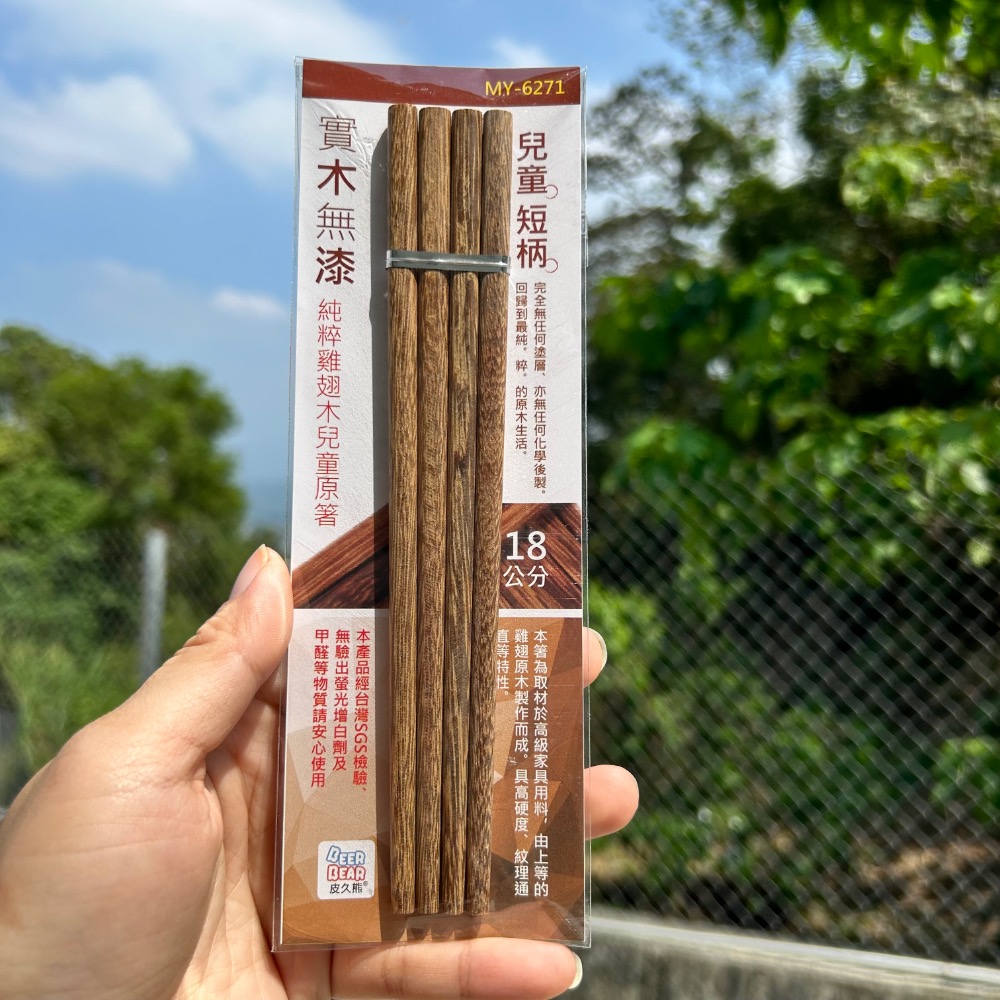 MY-6271
兒童。短柄。
完全無任何塗層、亦無任何化學後製。
回歸到最純。粹。的原木生活。
實木無漆
純粹雞翅木兒童原箸
18
公分
本箸為取材於高級家具用料，由上等的
雞翅原木製作而成。具高硬度、紋理通
直等特性。
本產品經台灣SGS檢驗、
無驗出螢光增白劑及
甲醛等物質請安心使用
BEER
BEAR
皮久熊®